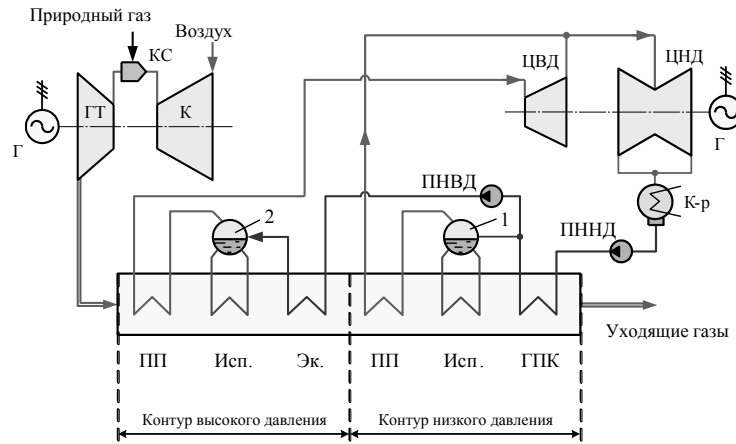 Природный газ
Воздух
КС
ЦВД
ЦНД
ГТ
К
Г
Г
ПНВД
К-р
2
1
ПННД
Уходящие газы
ПП
Исп.
Эк.
ПП
Исп.
ГПК
Контур высокого давления
Контур низкого давления